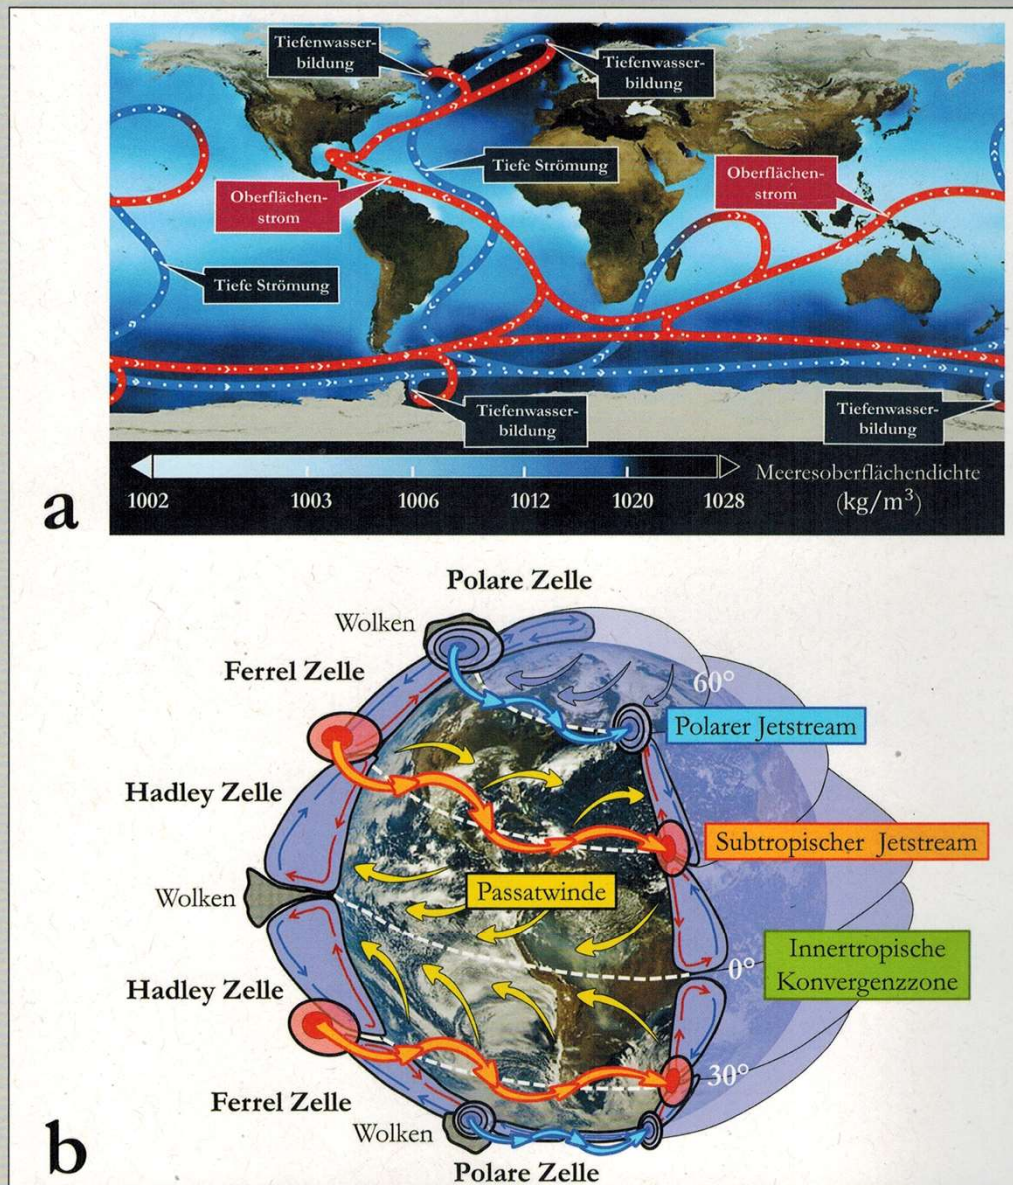 Tiefenwasser-
bildung
Tiefenwasser-
bildung
Tiefe Strömung
Oberflächen-
strom
Oberflächen-
strom
Tiefe Strömung
Tiefenwasser-
bildung
Tiefenwasser-
bildung
Meeresoberflächendichte
(kg/m³)
1002 1003 1006 1012 1020 1028
a
Polare Zelle
Wolken
Ferrel Zelle
60°
Polarer Jetstream
Hadley Zelle
Subtropischer Jetstream
Wolken
Passatwinde
Innertropische
Konvergenzzone
0°
Hadley Zelle
30°
Ferrel Zelle
Wolken
Polare Zelle
b